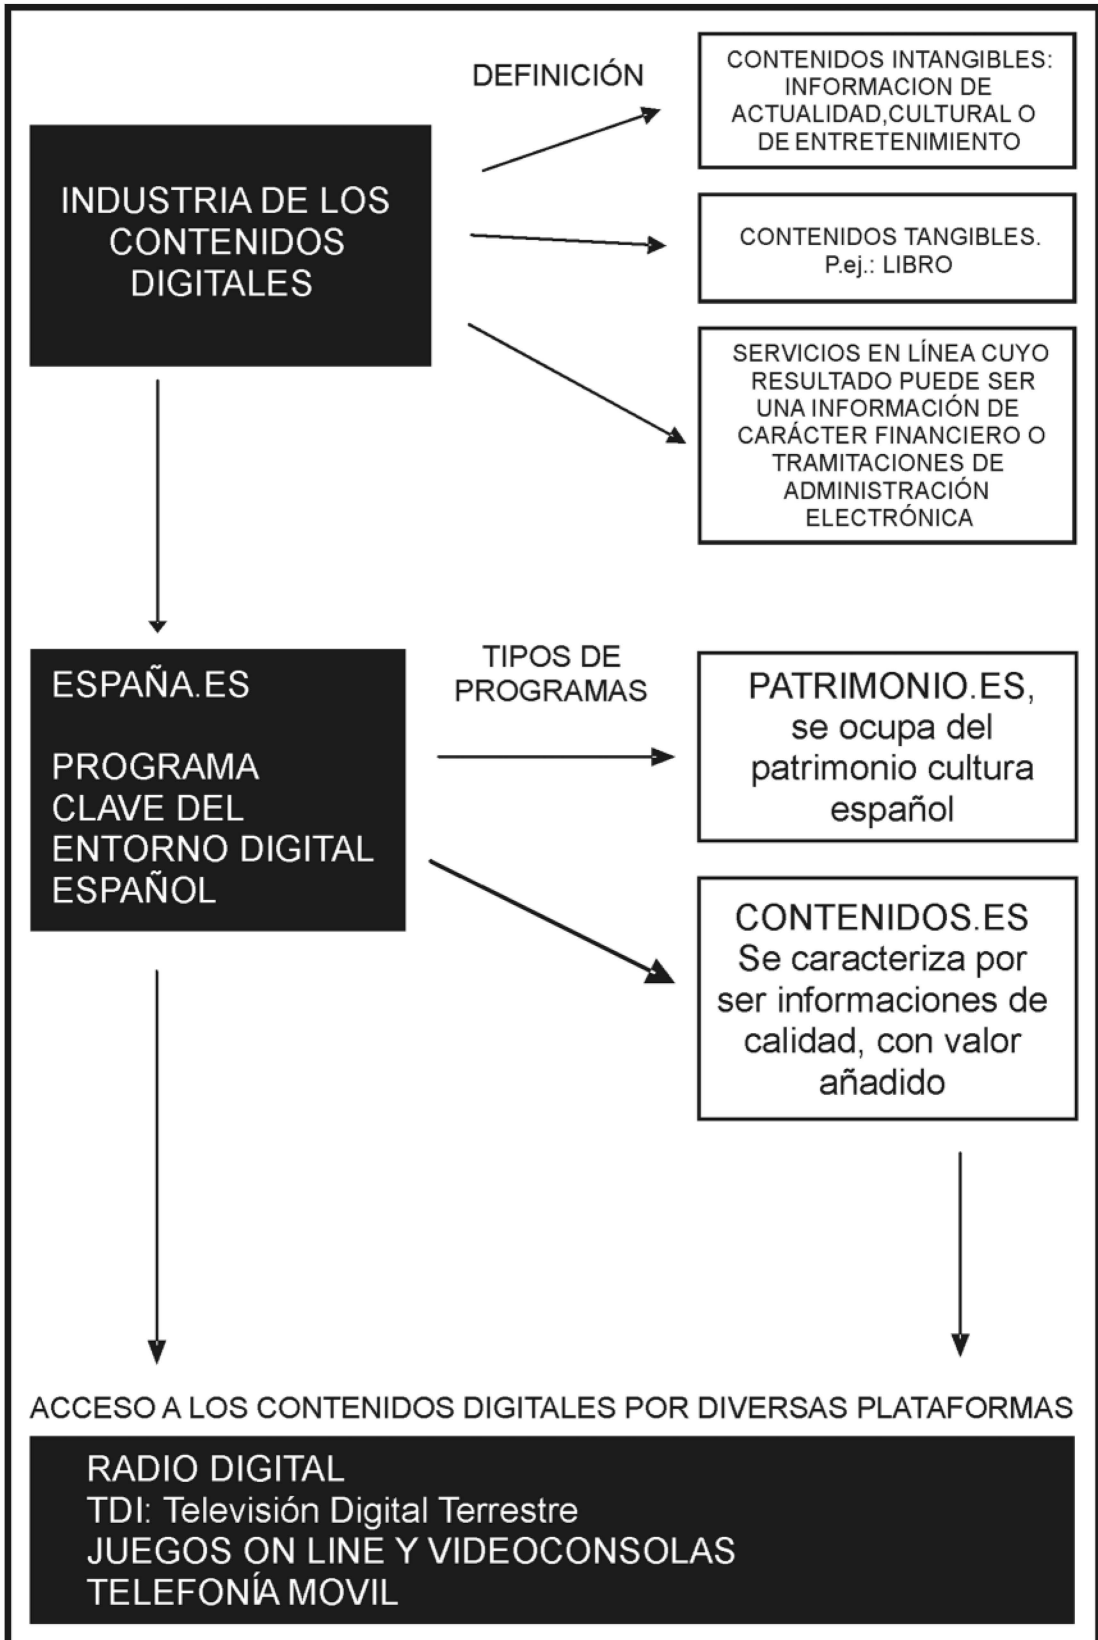 DEFINICIÓN
CONTENIDOS INTANGIBLES:
INFORMACION DE
ACTUALIDAD,CULTURAL O
DE ENTRETENIMIENTO
INDUSTRIA DE LOS
CONTENIDOS
DIGITALES
CONTENIDOS TANGIBLES.
P.ej.: LIBRO
SERVICIOS EN LÍNEA CUYO
RESULTADO PUEDE SER
UNA INFORMACIÓN DE
CARÁCTER FINANCIERO O
TRAMITACIONES DE
ADMINISTRACIÓN
ELECTRÓNICA
ESPAÑA.ES
PROGRAMA
CLAVE DEL
ENTORNO DIGITAL
ESPAÑOL
TIPOS DE
PROGRAMAS
PATRIMONIO.ES,
se ocupa del
patrimonio cultura
español
CONTENIDOS.ES
Se caracteriza por
ser informaciones de
calidad, con valor
añadido
ACCESO A LOS CONTENIDOS DIGITALES POR DIVERSAS PLATAFORMAS
RADIO DIGITAL
TDI: Televisión Digital Terrestre
JUEGOS ON LINE Y VIDEOCONSOLAS
TELEFONÍA MOVIL